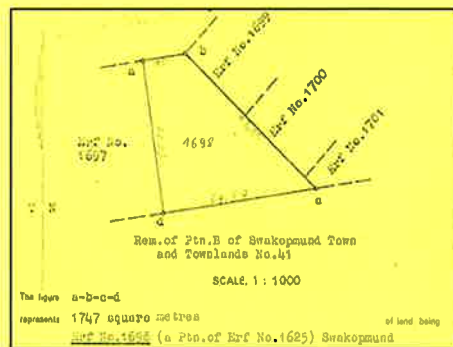 b
a
Erf No.1699
Erf No.1700
Erf No.1701
Erf No.
1697
1698
a
d
Rem.of Ptn.B of Swakopmund Town
and Townlands No.41
SCALE. 1 : 1000
The figure a-b-c-d
represents 1747 square metres of land being
Erf No.1698 (a Ptn.of Erf No.1625) Swakopmund